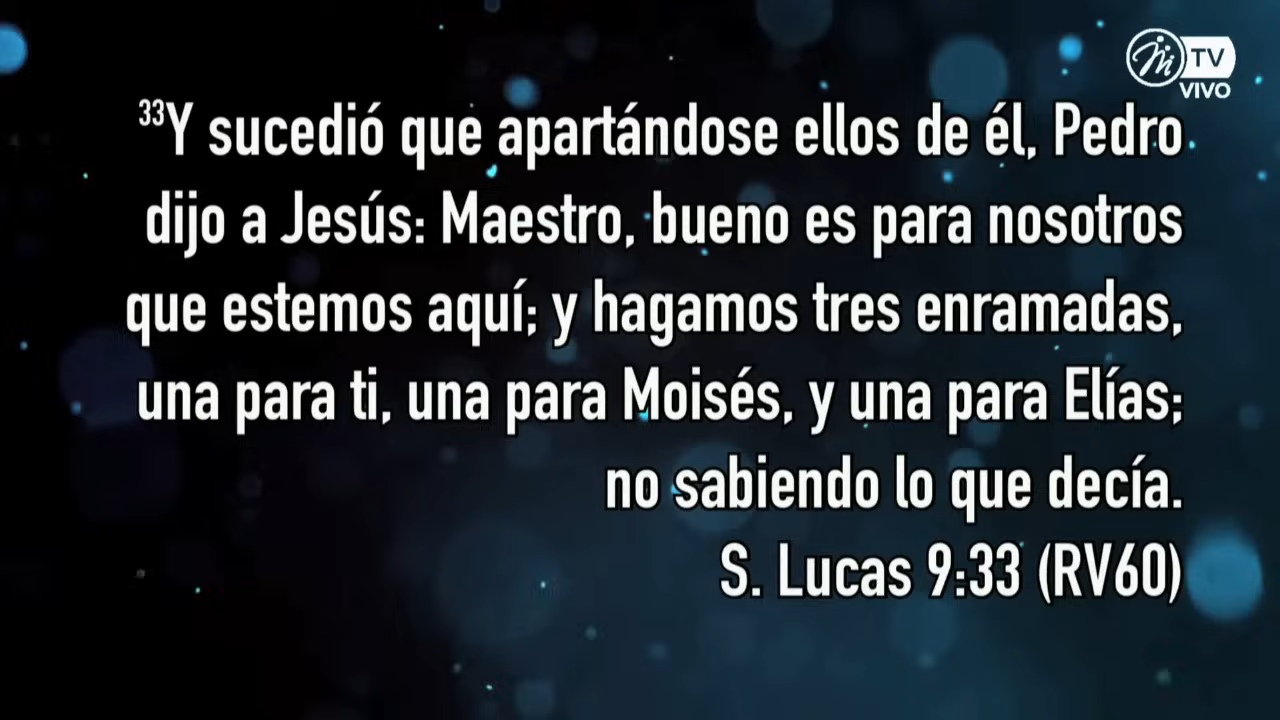 TV
VIVO
³³Y sucedió que apartándose ellos de él, Pedro
dijo a Jesús: Maestro, bueno es para nosotros
que estemos aquí; y hagamos tres enramadas,
una para ti, una para Moisés, y una para Elías;
no sabiendo lo que decía.
S. Lucas 9:33 (RV60)